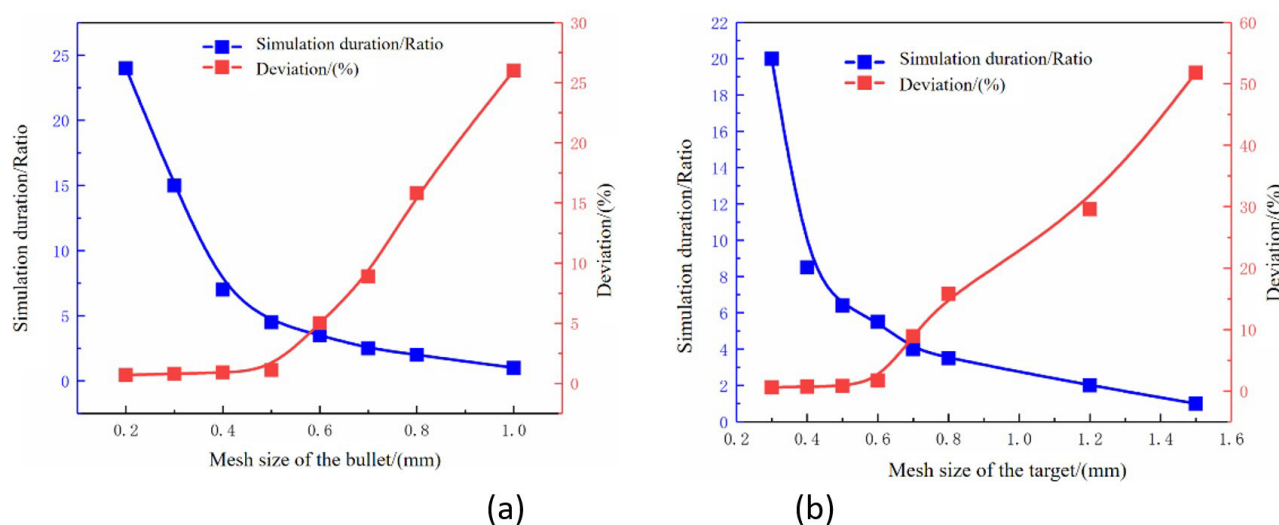 Simulation duration/Ratio
Deviation/(%)
25
20
15
10
5
0
30
25
20
15
10
5
0
0.2 0.4 0.6 0.8 1.0
Simulation duration/Ratio
Deviation/(%)
Mesh size of the bullet/(mm)
(a)
Simulation duration/Ratio
Deviation/(%)
22
20
18
16
14
12
10
8
6
4
2
0
60
50
40
30
20
10
0
0.2 0.4 0.6 0.8 1.0 1.2 1.4 1.6
Simulation duration/Ratio
Deviation/(%)
Mesh size of the target/(mm)
(b)